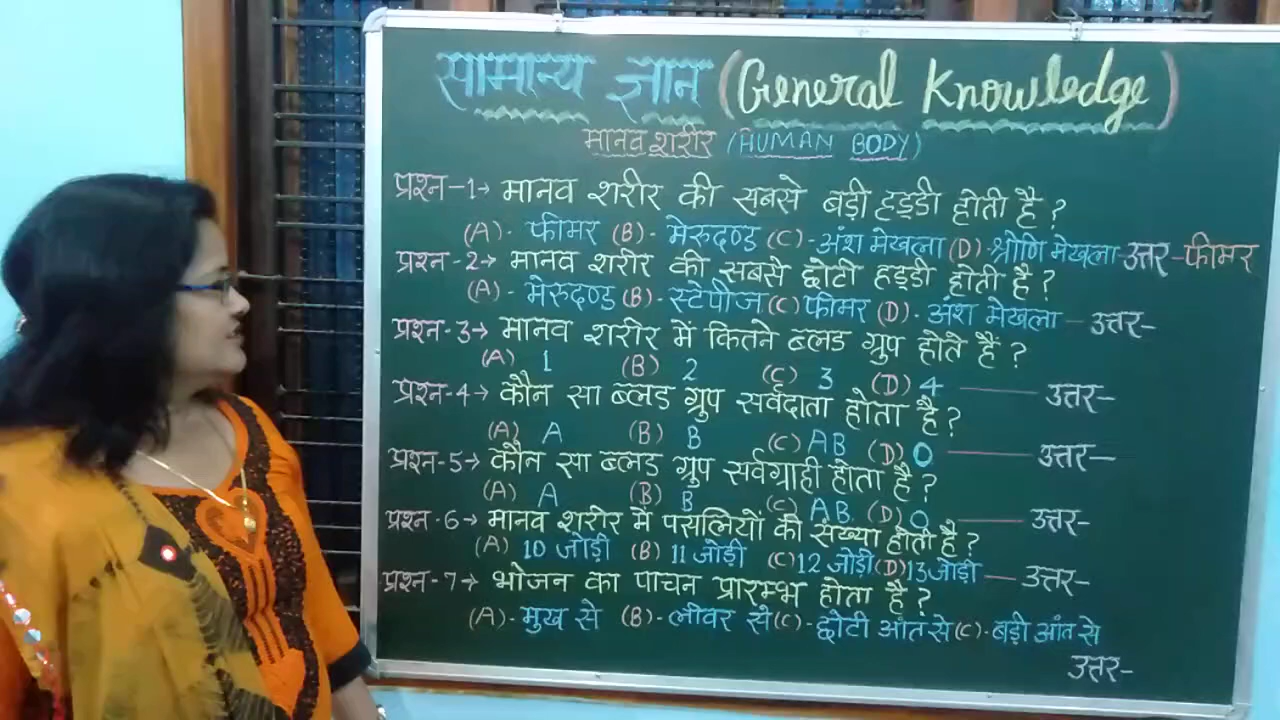 सामान्य ज्ञान (General Knowledge)
मानव शरीर (HUMAN BODY)
प्रश्न-1→ मानव शरीर की सबसे बड़ी हड्डी होती है?
(A)- फीमर (B)- मेरुदण्ड (C)- अंश मेखला (D)- श्रोणि मेखला-उत्तर-फीमर
प्रश्न-2→ मानव शरीर की सबसे छोटी हड्डी होती है?
(A)- मेरुदण्ड (B)- स्टेपीज (C) फीमर (D)- अंश मेखला — उत्तर-
प्रश्न-3→ मानव शरीर में कितने ब्लड ग्रुप होते हैं?
(A) 1 (B) 2 (C) 3 (D) 4 — उत्तर-
प्रश्न-4→ कौन सा ब्लड ग्रुप सर्वदाता होता है?
(A) A (B) B (C) AB (D) O — उत्तर-
प्रश्न-5→ कौन सा ब्लड ग्रुप सर्वग्राही होता है?
(A) A (B) B (C) AB (D) O — उत्तर-
प्रश्न-6→ मानव शरीर में पसलियों की संख्या होती है?
(A) 10 जोड़ी (B) 11 जोड़ी (C) 12 जोड़ी (D) 13 जोड़ी — उत्तर-
प्रश्न-7→ भोजन का पाचन प्रारम्भ होता है?
(A)- मुख से (B)- लीवर से (C)- छोटी आंत से (C)- बड़ी आंत से
उत्तर-